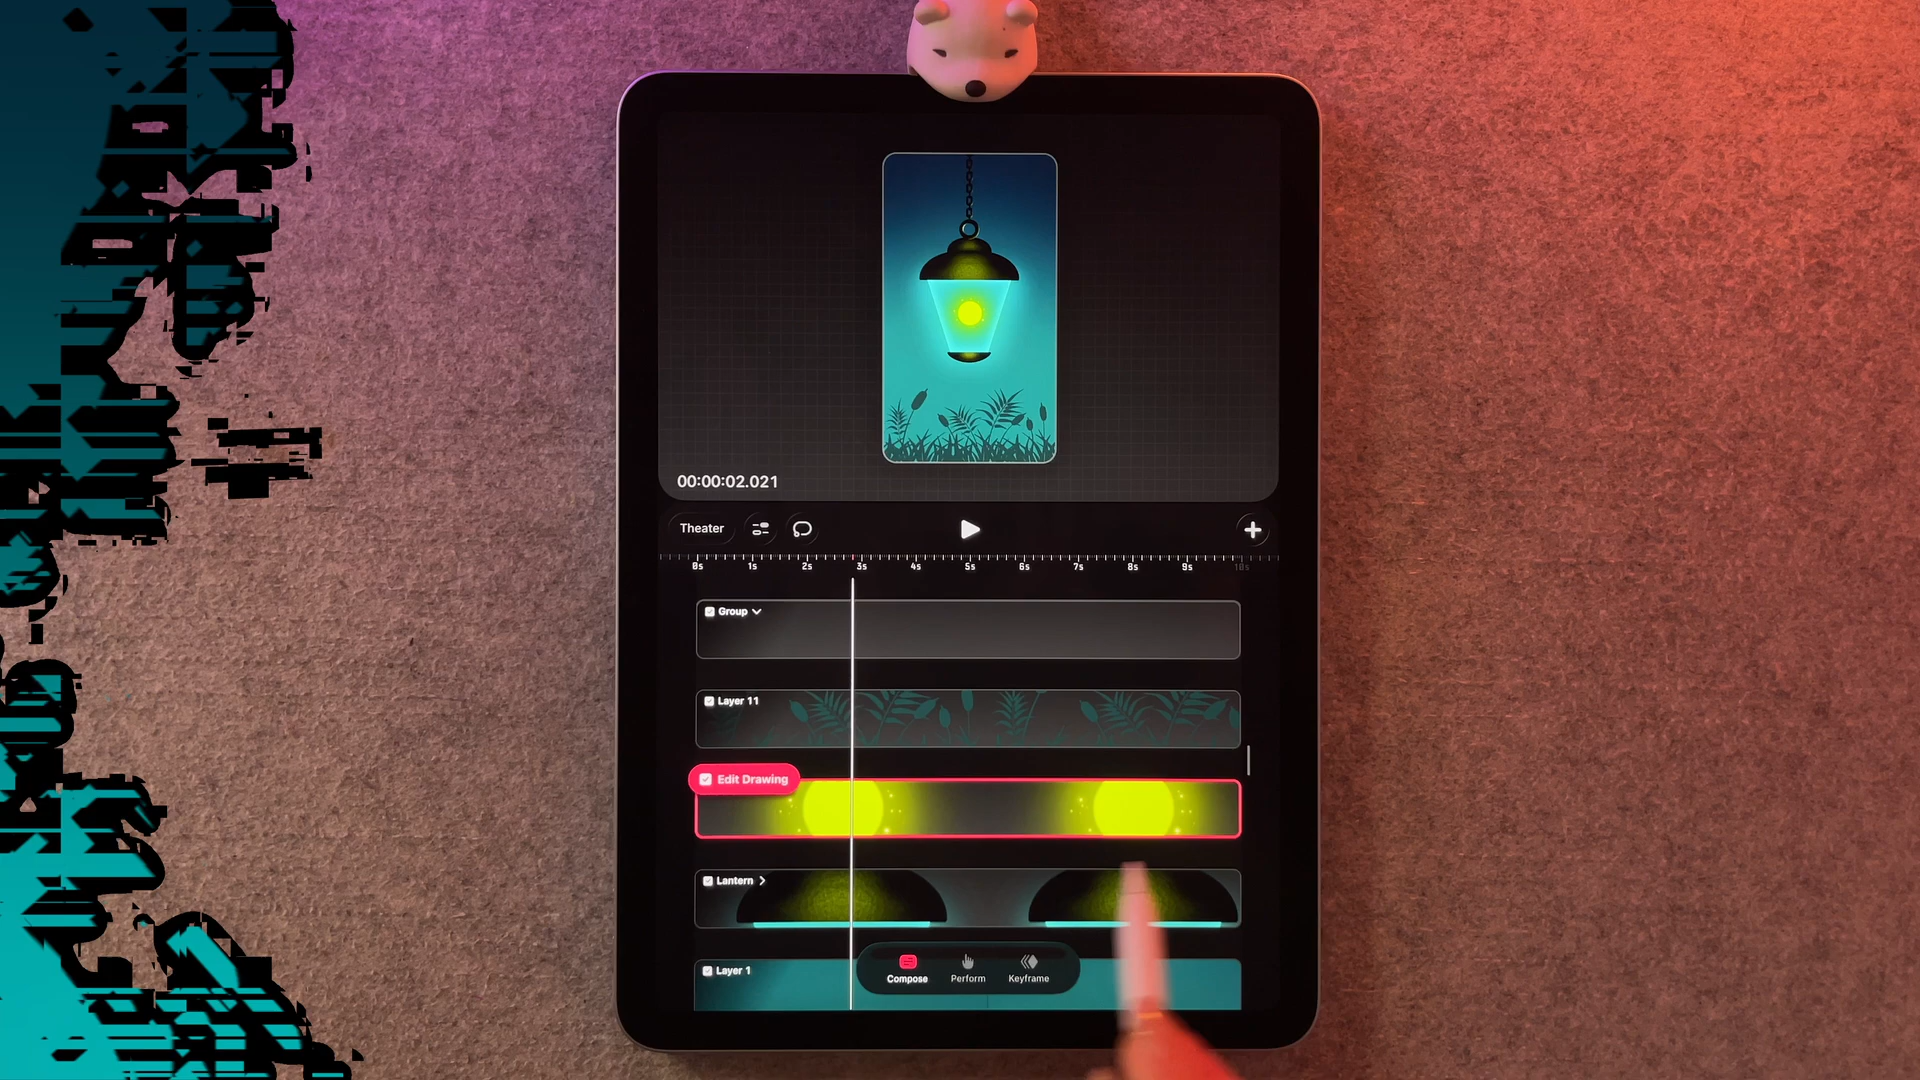 00:00:02.021
Theater
0s 1s 2s 3s 4s 5s 6s 7s 8s 9s 10s
Group
Layer 11
Edit Drawing
Lantern
Layer 1
Compose Perform Keyframe